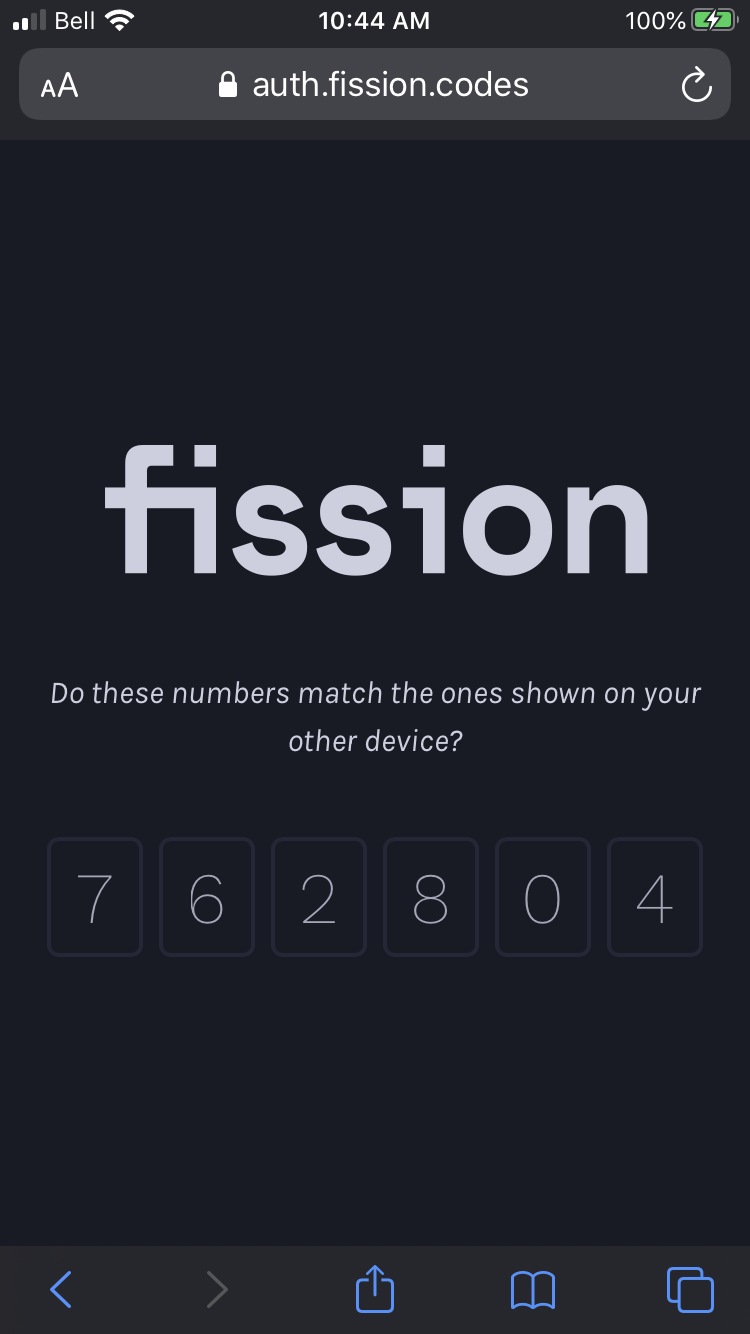 Bell 10:44 AM 100%
AA auth.fission.codes
fission
Do these numbers match the ones shown on your
other device?
7 6 2 8 0 4